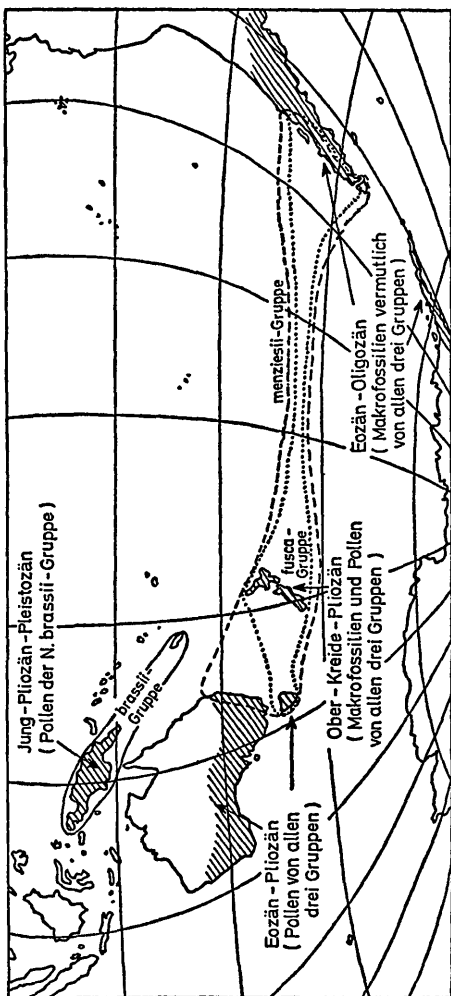 Jung-Pliozän-Pleistozän
( Pollen der N. brassii-Gruppe )
brassii-
Gruppe
Eozän-Pliozän
( Pollen von allen
drei Gruppen )
menziesii-Gruppe
fusca-
Gruppe
Ober-Kreide-Pliozän
( Makrofossilien und Pollen
von allen drei Gruppen )
Eozän-Oligozän
( Makrofossilien vermutlich
von allen drei Gruppen )